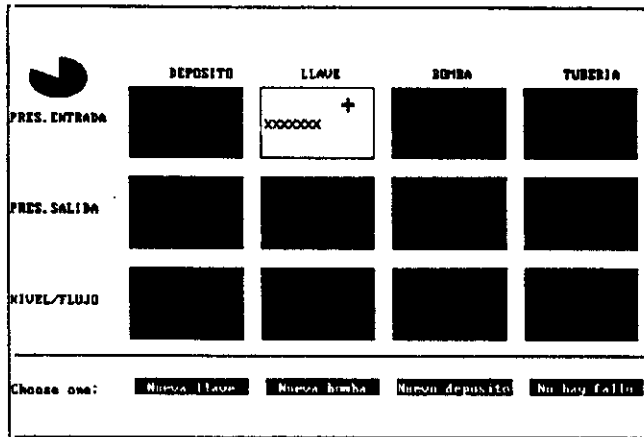 DEPOSITO LLAVE BOMBA TUBERIA
PRES.ENTRADA
xxxxxxx
PRES.SALIDA
NIVEL/FLUJO
Choose one: Nueva llave Nueva bomba Nuevo deposito No hay fallo